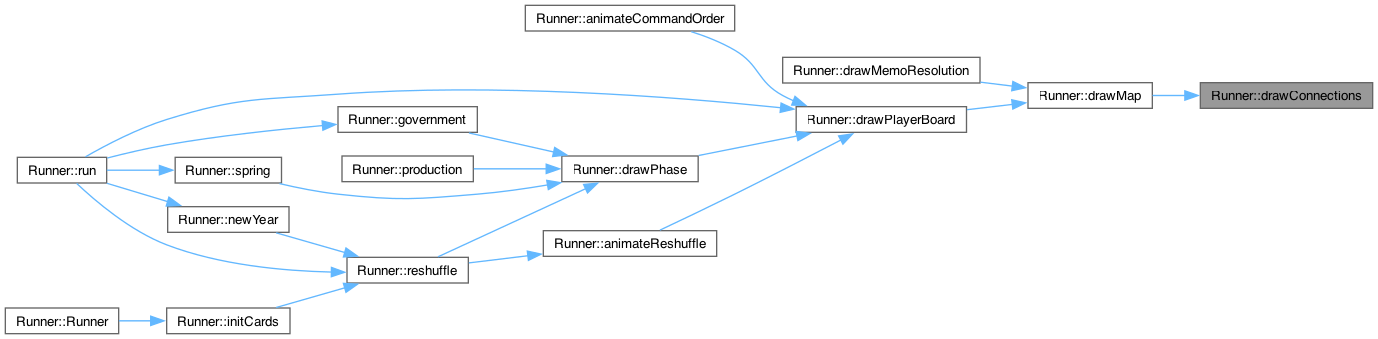 Runner::animateCommandOrder
Runner::drawMemoResolution
Runner::drawMap
Runner::drawConnections
Runner::government
Runner::drawPlayerBoard
Runner::run
Runner::spring
Runner::production
Runner::drawPhase
Runner::newYear
Runner::animateReshuffle
Runner::reshuffle
Runner::Runner
Runner::initCards